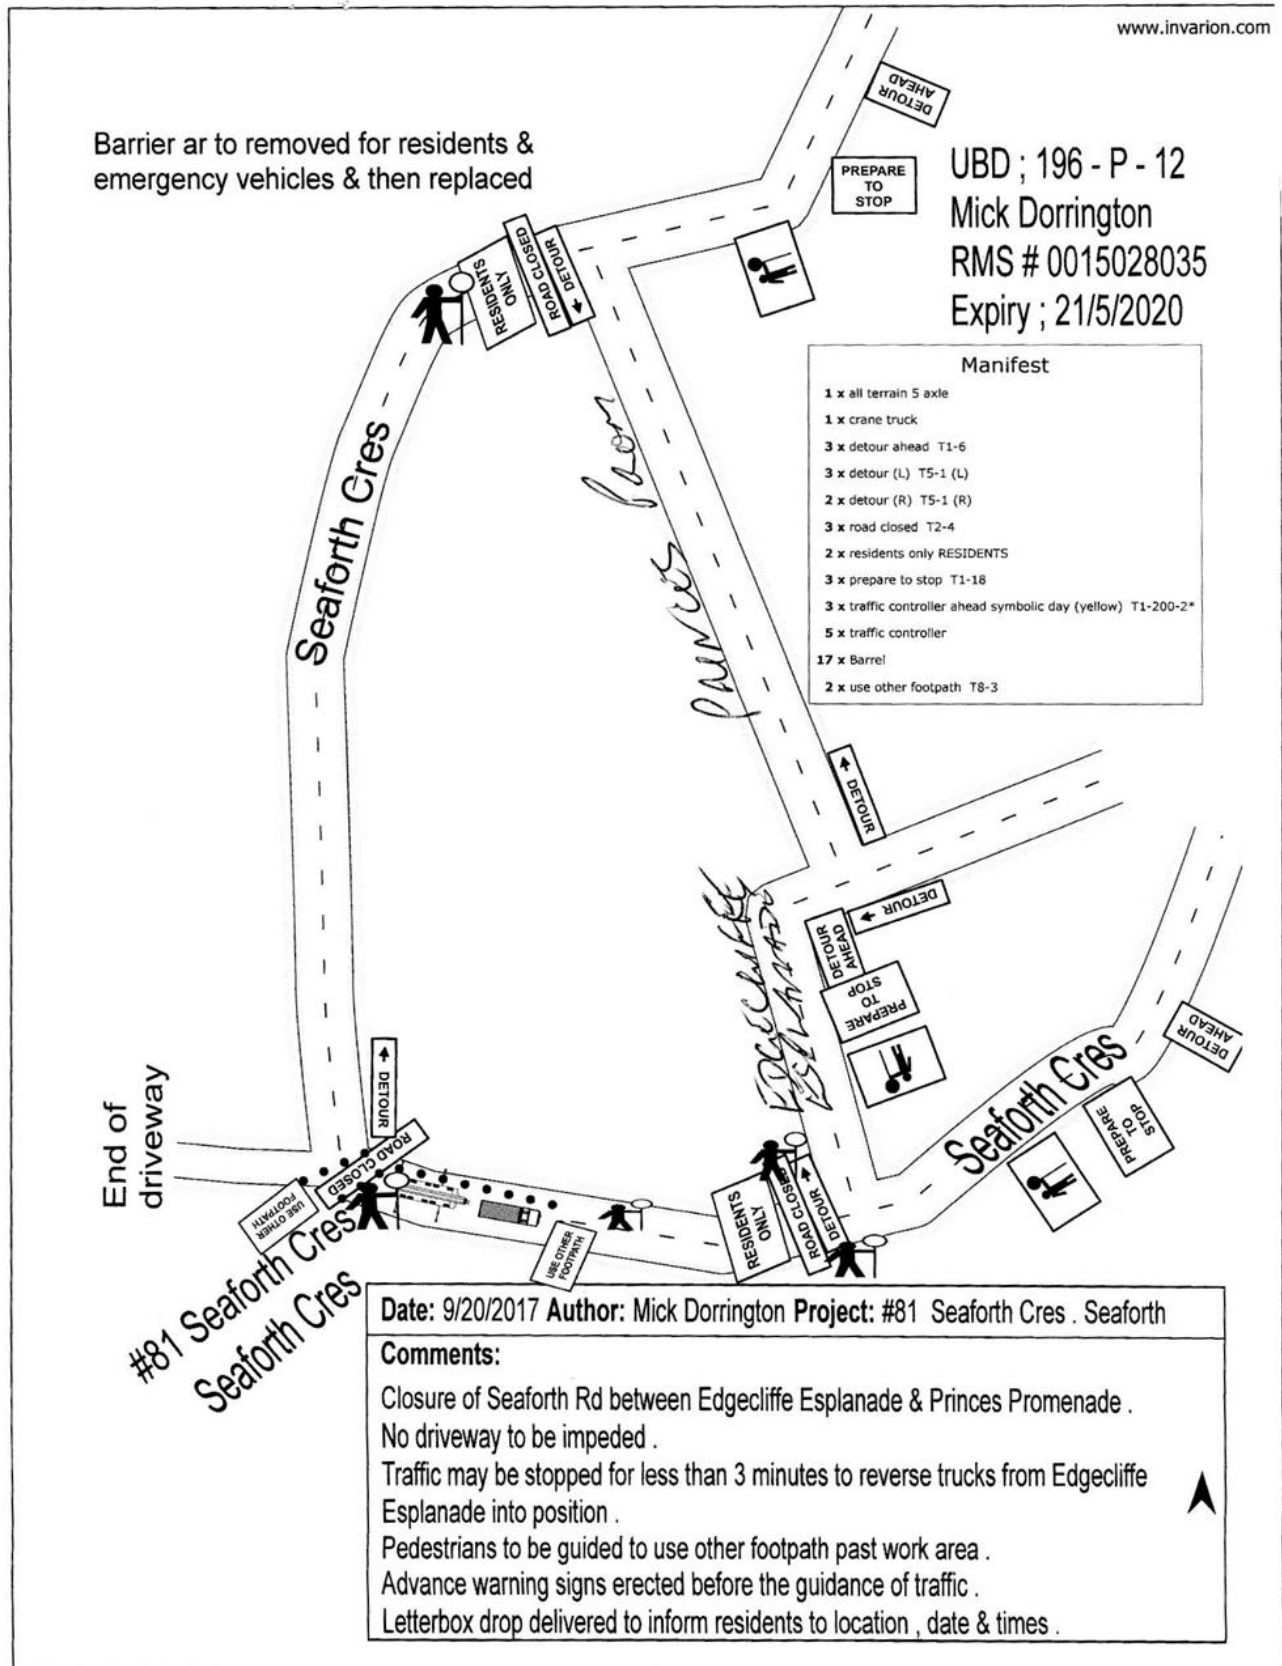 www.invarion.com
DETOUR
AHEAD
Barrier ar to removed for residents &
emergency vehicles & then replaced
PREPARE
TO
STOP
UBD ; 196 - P - 12
Mick Dorrington
RMS # 0015028035
Expiry ; 21/5/2020
RESIDENTS
ONLY
ROAD CLOSED
DETOUR
Manifest
1 x all terrain 5 axle
1 x crane truck
3 x detour ahead T1-6
3 x detour (L) T5-1 (L)
2 x detour (R) T5-1 (R)
3 x road closed T2-4
2 x residents only RESIDENTS
3 x prepare to stop T1-18
3 x traffic controller ahead symbolic day (yellow) T1-200-2*
5 x traffic controller
17 x Barrel
2 x use other footpath T8-3
Seaforth Cres
Princes Prom
DETOUR
DETOUR
Edgecliffe
Esplanade
DETOUR
AHEAD
PREPARE
TO
STOP
DETOUR
AHEAD
PREPARE
TO
STOP
Seaforth Cres
End of
driveway
DETOUR
ROAD CLOSED
USE OTHER
FOOTPATH
USE OTHER
FOOTPATH
RESIDENTS
ONLY
ROAD CLOSED
DETOUR
#81 Seaforth Cres
Seaforth Cres
Date: 9/20/2017 Author: Mick Dorrington Project: #81 Seaforth Cres . Seaforth
Comments:
Closure of Seaforth Rd between Edgecliffe Esplanade & Princes Promenade .
No driveway to be impeded .
Traffic may be stopped for less than 3 minutes to reverse trucks from Edgecliffe
Esplanade into position .
Pedestrians to be guided to use other footpath past work area .
Advance warning signs erected before the guidance of traffic .
Letterbox drop delivered to inform residents to location , date & times .